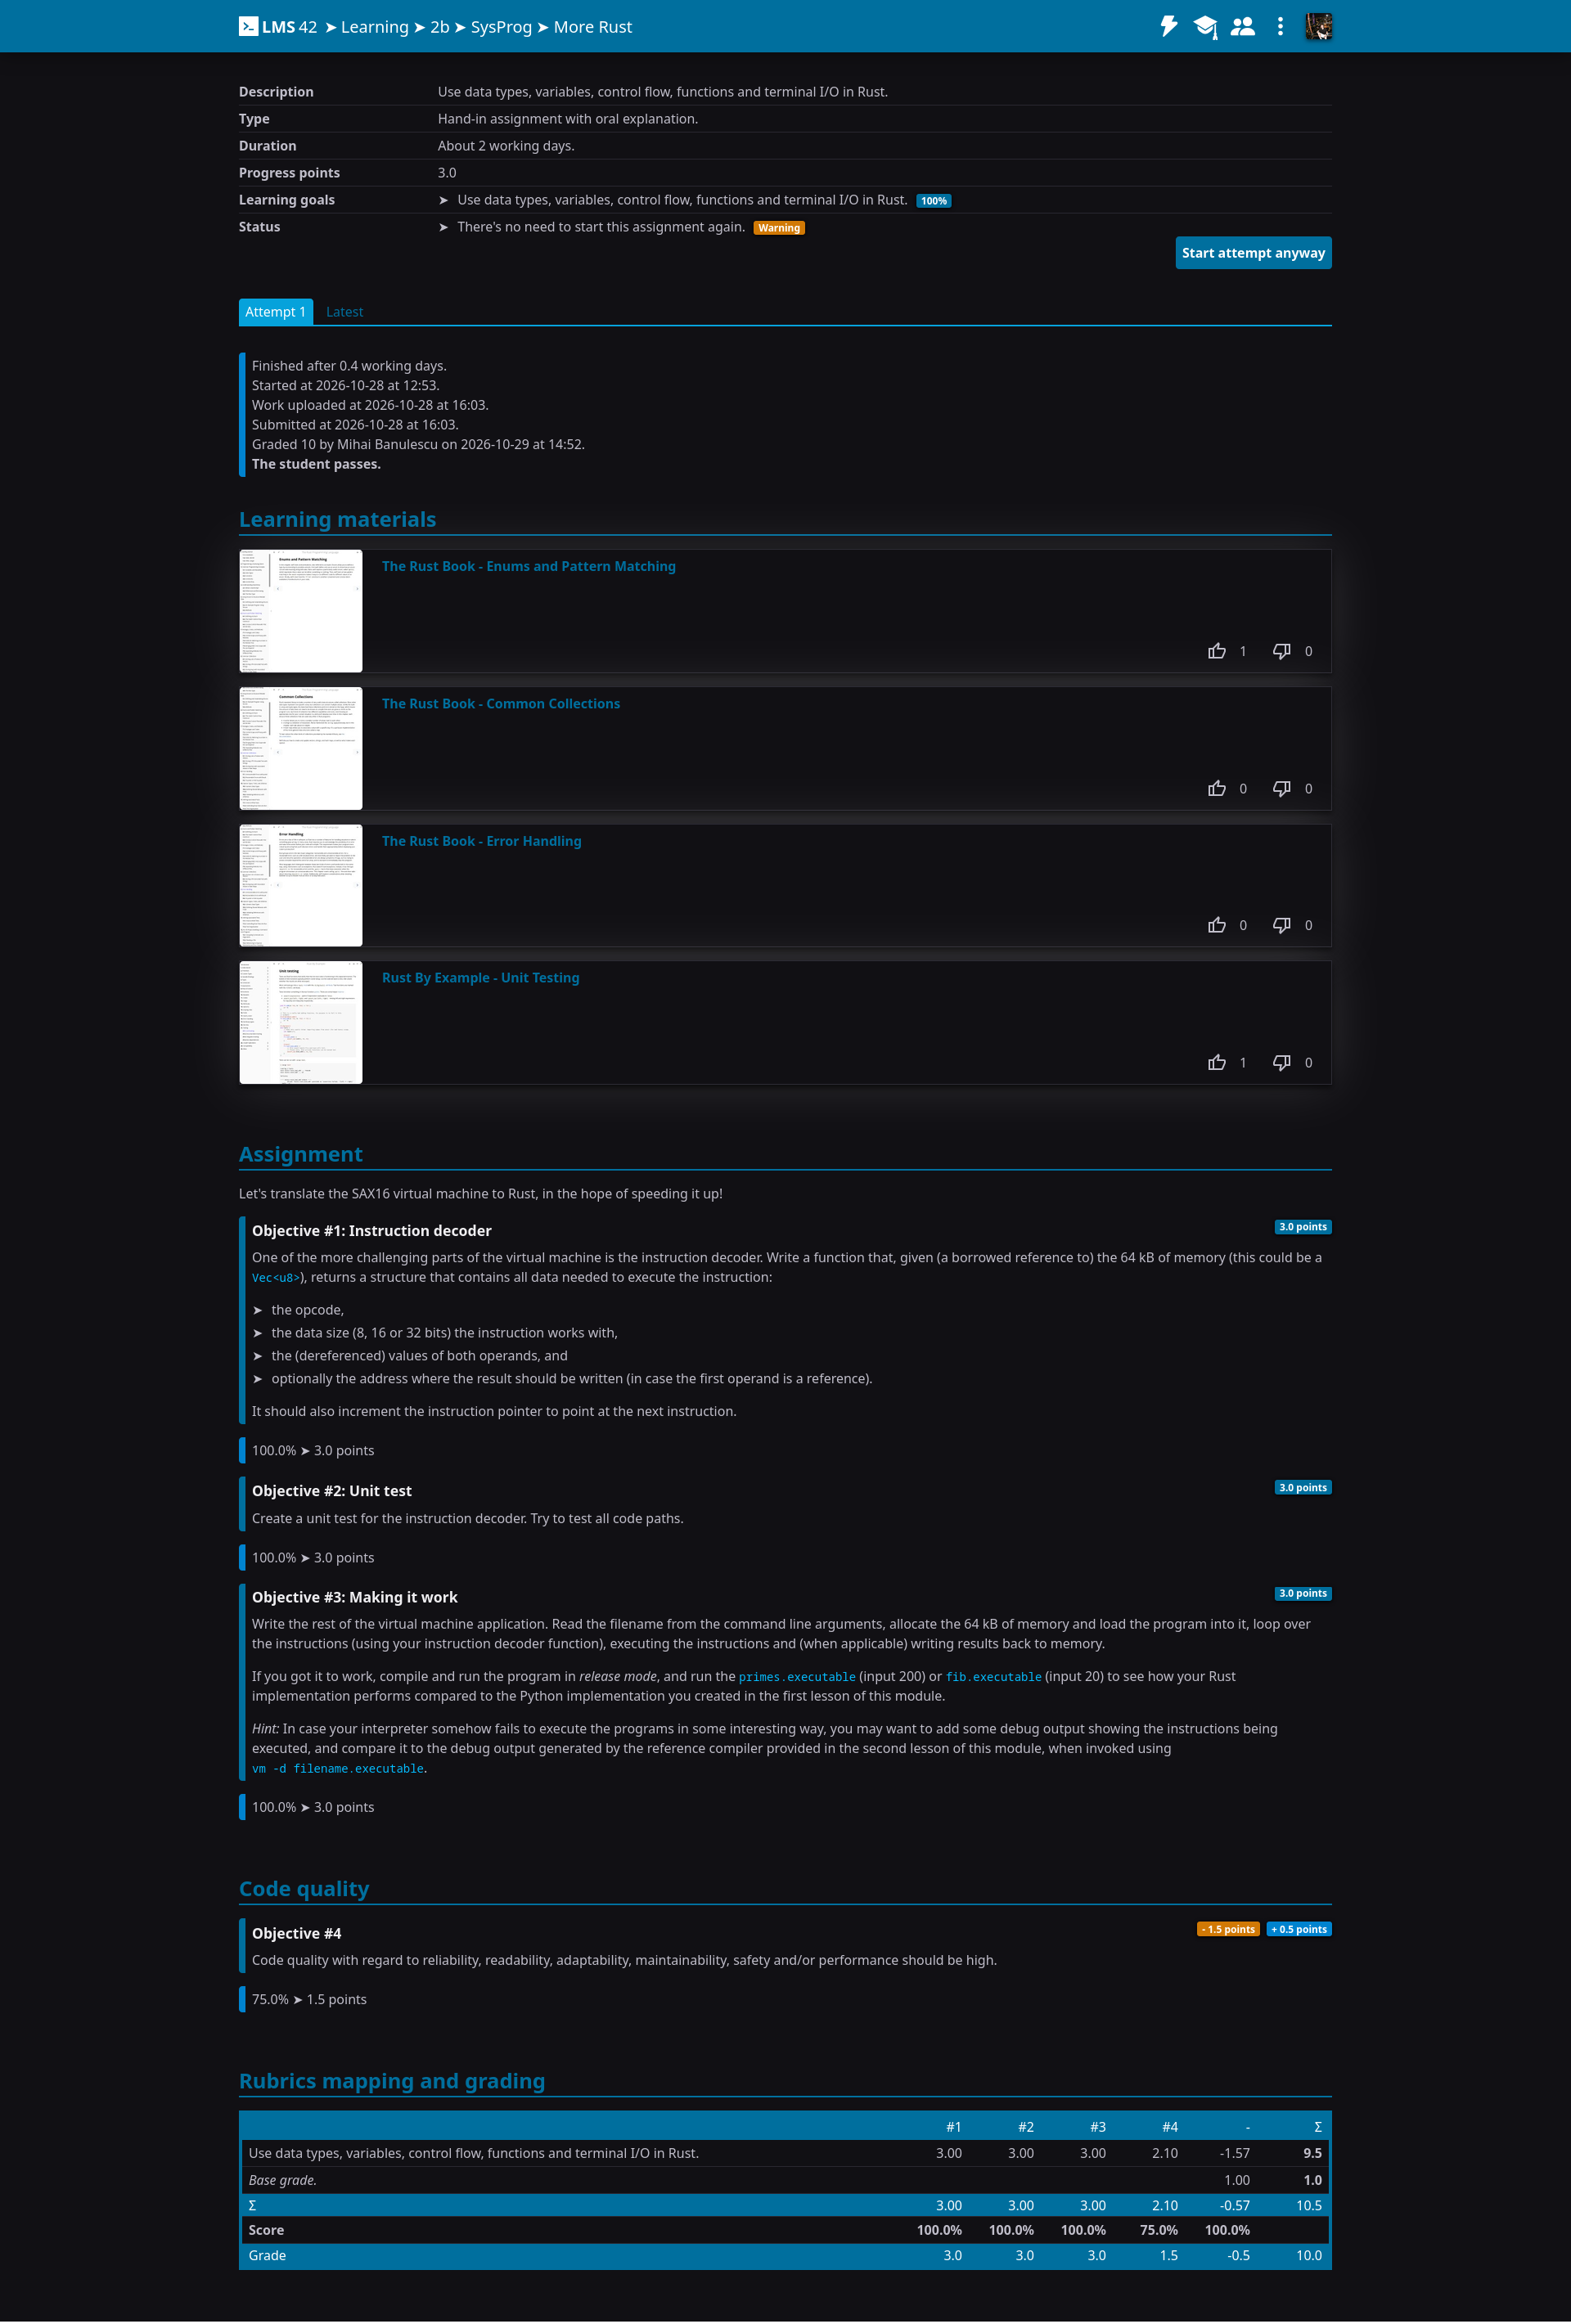 LMS 42 ➤ Learning ➤ 2b ➤ SysProg ➤ More Rust
Description Use data types, variables, control flow, functions and terminal I/O in Rust.
Type Hand-in assignment with oral explanation.
Duration About 2 working days.
Progress points 3.0
Learning goals ➤ Use data types, variables, control flow, functions and terminal I/O in Rust. 100%
Status ➤ There's no need to start this assignment again. Warning
Start attempt anyway
Attempt 1 Latest
Finished after 0.4 working days.
Started at 2026-10-28 at 12:53.
Work uploaded at 2026-10-28 at 16:03.
Submitted at 2026-10-28 at 16:03.
Graded 10 by Mihai Banulescu on 2026-10-29 at 14:52.
The student passes.
Learning materials
Enums and Pattern Matching
The Rust Book - Enums and Pattern Matching
1 0
Common Collections
The Rust Book - Common Collections
0 0
Error Handling
The Rust Book - Error Handling
0 0
Unit testing
Rust By Example - Unit Testing
1 0
Assignment
Let's translate the SAX16 virtual machine to Rust, in the hope of speeding it up!
Objective #1: Instruction decoder 3.0 points
One of the more challenging parts of the virtual machine is the instruction decoder. Write a function that, given (a borrowed reference to) the 64 kB of memory (this could be a
Vec<u8>), returns a structure that contains all data needed to execute the instruction:
➤ the opcode,
➤ the data size (8, 16 or 32 bits) the instruction works with,
➤ the (dereferenced) values of both operands, and
➤ optionally the address where the result should be written (in case the first operand is a reference).
It should also increment the instruction pointer to point at the next instruction.
100.0% ➤ 3.0 points
Objective #2: Unit test 3.0 points
Create a unit test for the instruction decoder. Try to test all code paths.
100.0% ➤ 3.0 points
Objective #3: Making it work 3.0 points
Write the rest of the virtual machine application. Read the filename from the command line arguments, allocate the 64 kB of memory and load the program into it, loop over
the instructions (using your instruction decoder function), executing the instructions and (when applicable) writing results back to memory.
If you got it to work, compile and run the program in release mode, and run the primes.executable (input 200) or fib.executable (input 20) to see how your Rust
implementation performs compared to the Python implementation you created in the first lesson of this module.
Hint: In case your interpreter somehow fails to execute the programs in some interesting way, you may want to add some debug output showing the instructions being
executed, and compare it to the debug output generated by the reference compiler provided in the second lesson of this module, when invoked using
vm -d filename.executable.
100.0% ➤ 3.0 points
Code quality
Objective #4 - 1.5 points + 0.5 points
Code quality with regard to reliability, readability, adaptability, maintainability, safety and/or performance should be high.
75.0% ➤ 1.5 points
Rubrics mapping and grading
#1 #2 #3 #4 - Σ
Use data types, variables, control flow, functions and terminal I/O in Rust. 3.00 3.00 3.00 2.10 -1.57 9.5
Base grade. 1.00 1.0
Σ 3.00 3.00 3.00 2.10 -0.57 10.5
Score 100.0% 100.0% 100.0% 75.0% 100.0%
Grade 3.0 3.0 3.0 1.5 -0.5 10.0